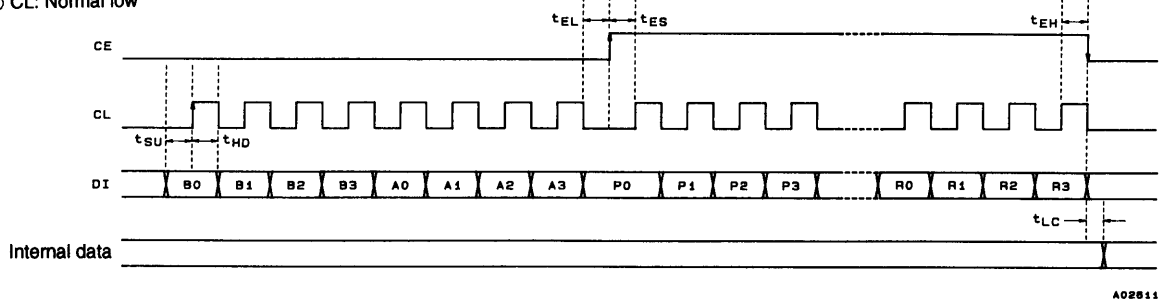 CL: Normal low
tEL tES tEH
CE
CL
tSU tHD
DI B0 B1 B2 B3 A0 A1 A2 A3 P0 P1 P2 P3 R0 R1 R2 R3
tLC
Internal data
A02611